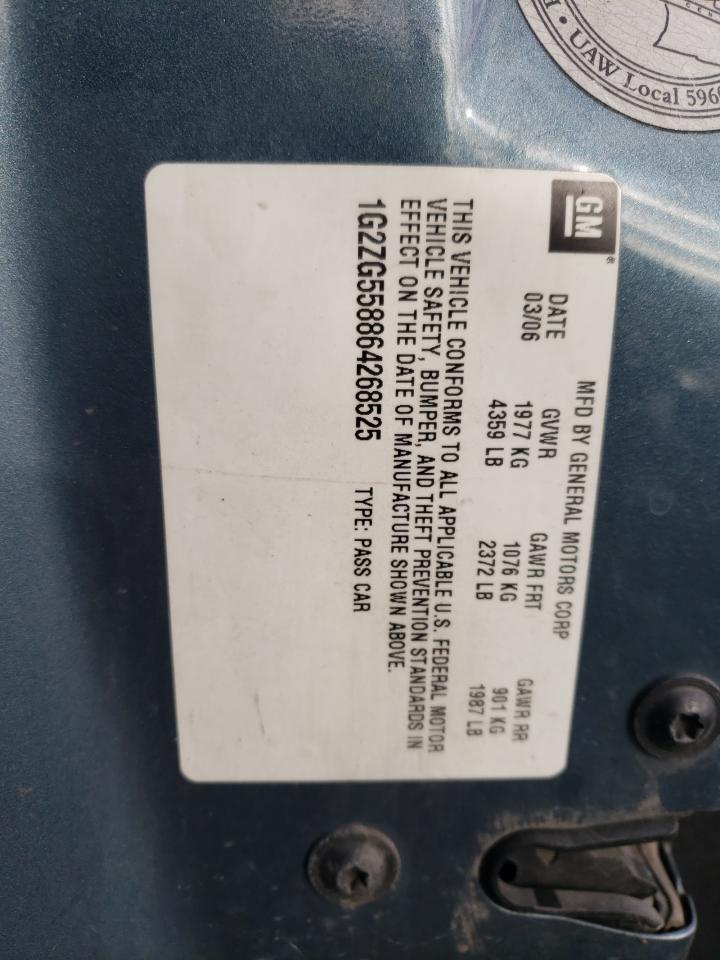 UAW Local 596
GM
MFD BY GENERAL MOTORS CORP
DATE GVWR GAWR FRT GAWR RR
03/06 1977 KG 1076 KG 901 KG
4359 LB 2372 LB 1987 LB
THIS VEHICLE CONFORMS TO ALL APPLICABLE U.S. FEDERAL MOTOR
VEHICLE SAFETY, BUMPER, AND THEFT PREVENTION STANDARDS IN
EFFECT ON THE DATE OF MANUFACTURE SHOWN ABOVE.
1G2ZG558864268525 TYPE: PASS CAR